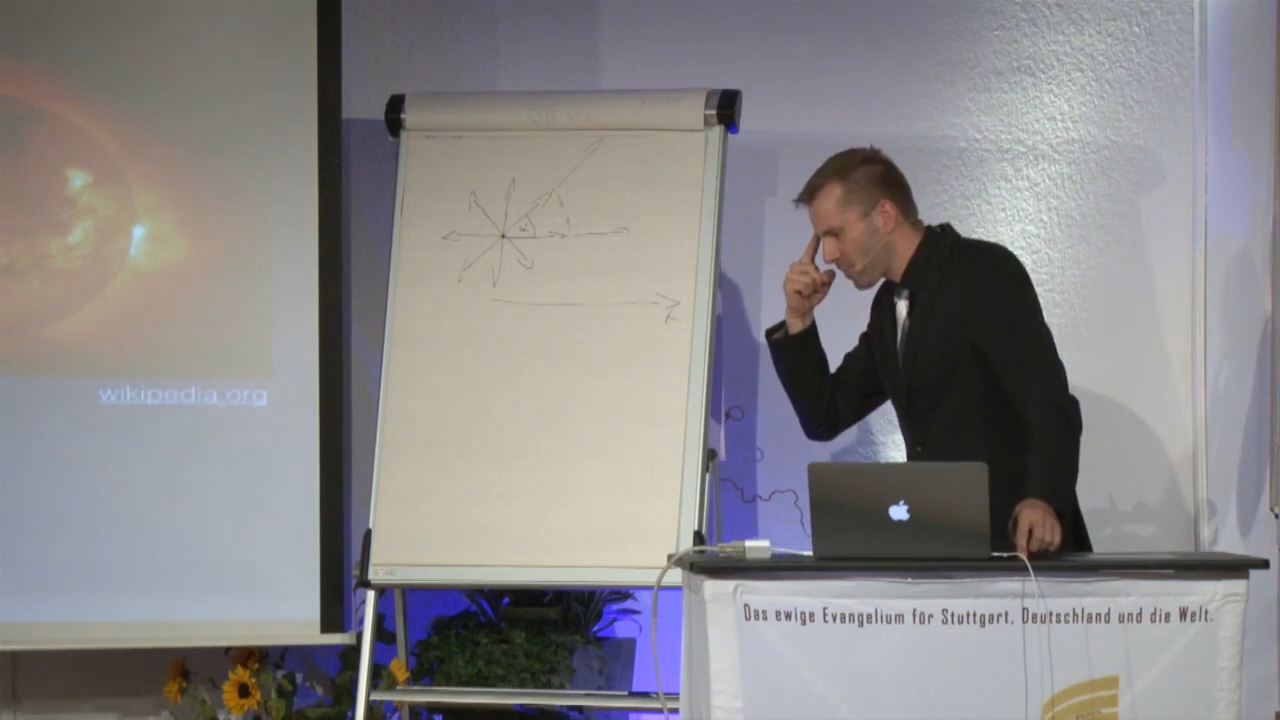 wikipedia.org
Das ewige Evangelium für Stuttgart, Deutschland und die Welt.